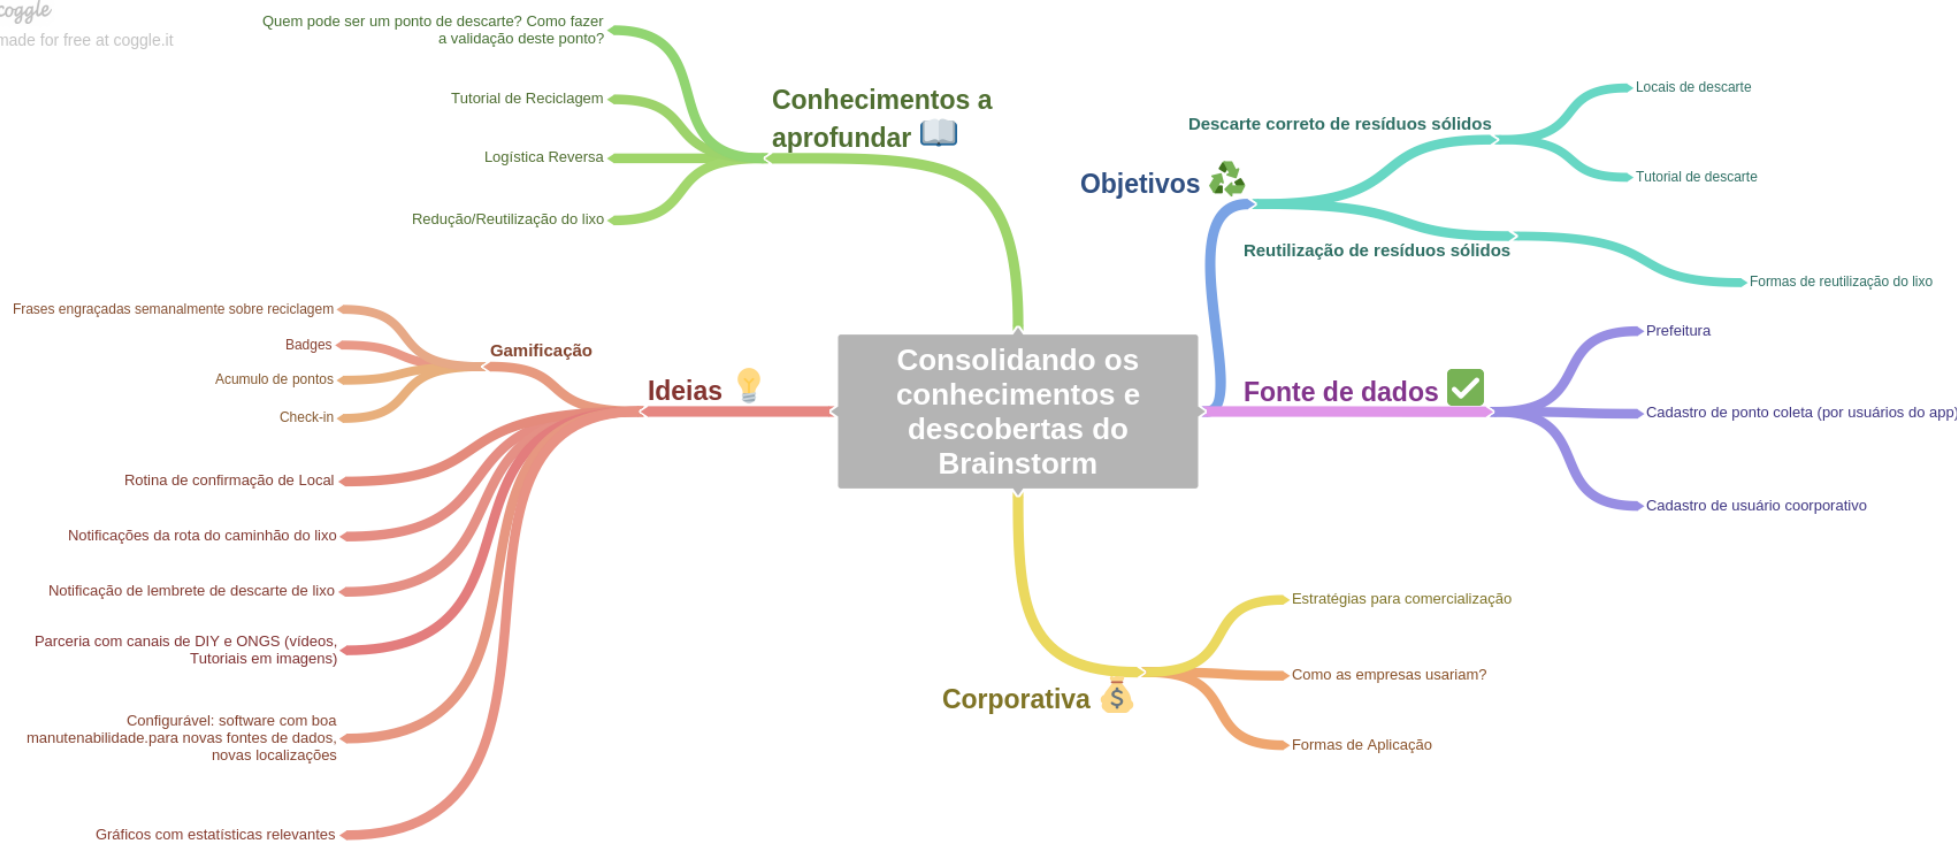 coggle
made for free at coggle.it
Quem pode ser um ponto de descarte? Como fazer
a validação deste ponto?
Tutorial de Reciclagem
Logística Reversa
Redução/Reutilização do lixo
Conhecimentos a
aprofundar
Objetivos
Descarte correto de resíduos sólidos
Locais de descarte
Tutorial de descarte
Reutilização de resíduos sólidos
Formas de reutilização do lixo
Frases engraçadas semanalmente sobre reciclagem
Badges
Acumulo de pontos
Check-in
Gamificação
Ideias
Rotina de confirmação de Local
Notificações da rota do caminhão do lixo
Notificação de lembrete de descarte de lixo
Parceria com canais de DIY e ONGS (vídeos,
Tutoriais em imagens)
Configurável: software com boa
manutenabilidade.para novas fontes de dados,
novas localizações
Gráficos com estatísticas relevantes
Consolidando os
conhecimentos e
descobertas do
Brainstorm
Fonte de dados
Prefeitura
Cadastro de ponto coleta (por usuários do app)
Cadastro de usuário coorporativo
Corporativa
Estratégias para comercialização
Como as empresas usariam?
Formas de Aplicação